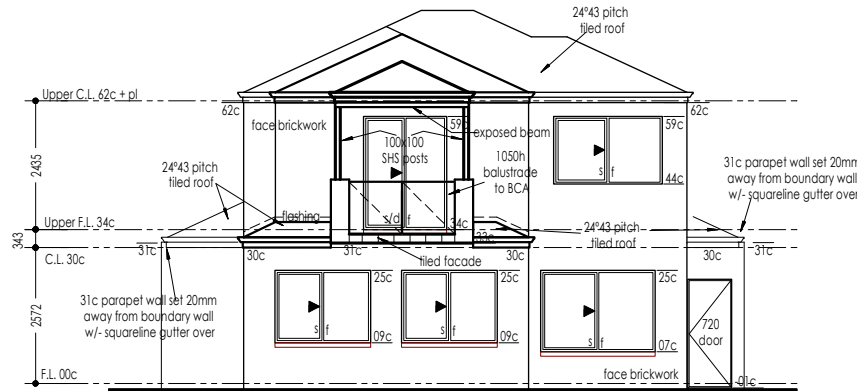 24°43 pitch
tiled roof
Upper C.L. 62c + pl
62c
62c
face brickwork
59c
exposed beam
59c
100x100
SHS posts
1050h
balustrade
to BCA
2435
24°43 pitch
tiled roof
s f
44c
31c parapet wall set 20mm
away from boundary wall
w/- squareline gutter over
flashing
s/d f
34c
Upper F.L. 34c
33c
24°43 pitch
tiled roof
343
31c
30c
31c
30c
30c
31c
C.L. 30c
tiled facade
25c
25c
25c
31c parapet wall set 20mm
away from boundary wall
w/- squareline gutter over
2572
s f
09c
s f
09c
s f
07c
720
door
F.L. 00c
face brickwork
01c